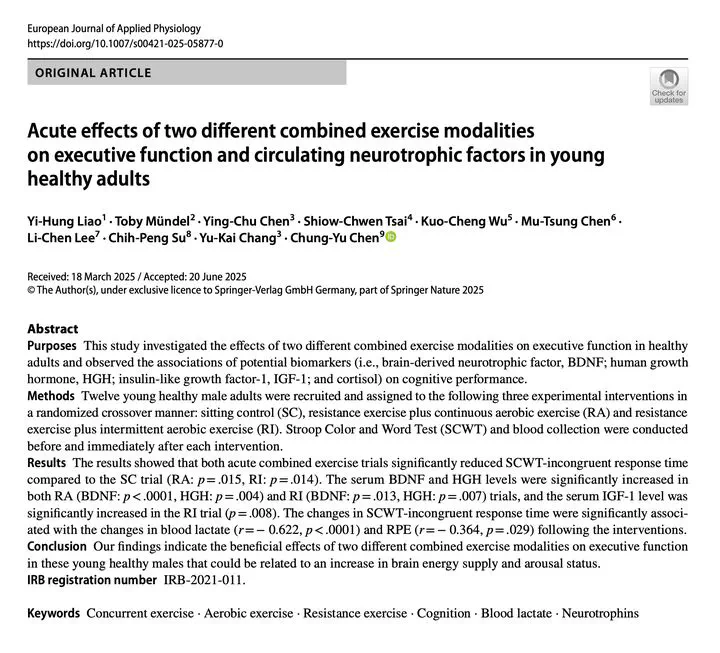 European Journal of Applied Physiology
https://doi.org/10.1007/s00421-025-05877-0
ORIGINAL ARTICLE
Check for
updates
Acute effects of two different combined exercise modalities
on executive function and circulating neurotrophic factors in young
healthy adults
Yi-Hung Liao1 · Toby Mündel2 · Ying-Chu Chen3 · Shiow-Chwen Tsai4 · Kuo-Cheng Wu5 · Mu-Tsung Chen6 ·
Li-Chen Lee7 · Chih-Peng Su8 · Yu-Kai Chang3 · Chung-Yu Chen9
Received: 18 March 2025 / Accepted: 20 June 2025
© The Author(s), under exclusive licence to Springer-Verlag GmbH Germany, part of Springer Nature 2025
Abstract
Purposes This study investigated the effects of two different combined exercise modalities on executive function in healthy
adults and observed the associations of potential biomarkers (i.e., brain-derived neurotrophic factor, BDNF; human growth
hormone, HGH; insulin-like growth factor-1, IGF-1; and cortisol) on cognitive performance.
Methods Twelve young healthy male adults were recruited and assigned to the following three experimental interventions in
a randomized crossover manner: sitting control (SC), resistance exercise plus continuous aerobic exercise (RA) and resistance
exercise plus intermittent aerobic exercise (RI). Stroop Color and Word Test (SCWT) and blood collection were conducted
before and immediately after each intervention.
Results The results showed that both acute combined exercise trials significantly reduced SCWT-incongruent response time
compared to the SC trial (RA: p = .015, RI: p = .014). The serum BDNF and HGH levels were significantly increased in
both RA (BDNF: p < .0001, HGH: p = .004) and RI (BDNF: p = .013, HGH: p = .007) trials, and the serum IGF-1 level was
significantly increased in the RI trial (p = .008). The changes in SCWT-incongruent response time were significantly associ-
ated with the changes in blood lactate (r = − 0.622, p < .0001) and RPE (r = − 0.364, p = .029) following the interventions.
Conclusion Our findings indicate the beneficial effects of two different combined exercise modalities on executive function
in these young healthy males that could be related to an increase in brain energy supply and arousal status.
IRB registration number IRB-2021-011.
Keywords Concurrent exercise · Aerobic exercise · Resistance exercise · Cognition · Blood lactate · Neurotrophins